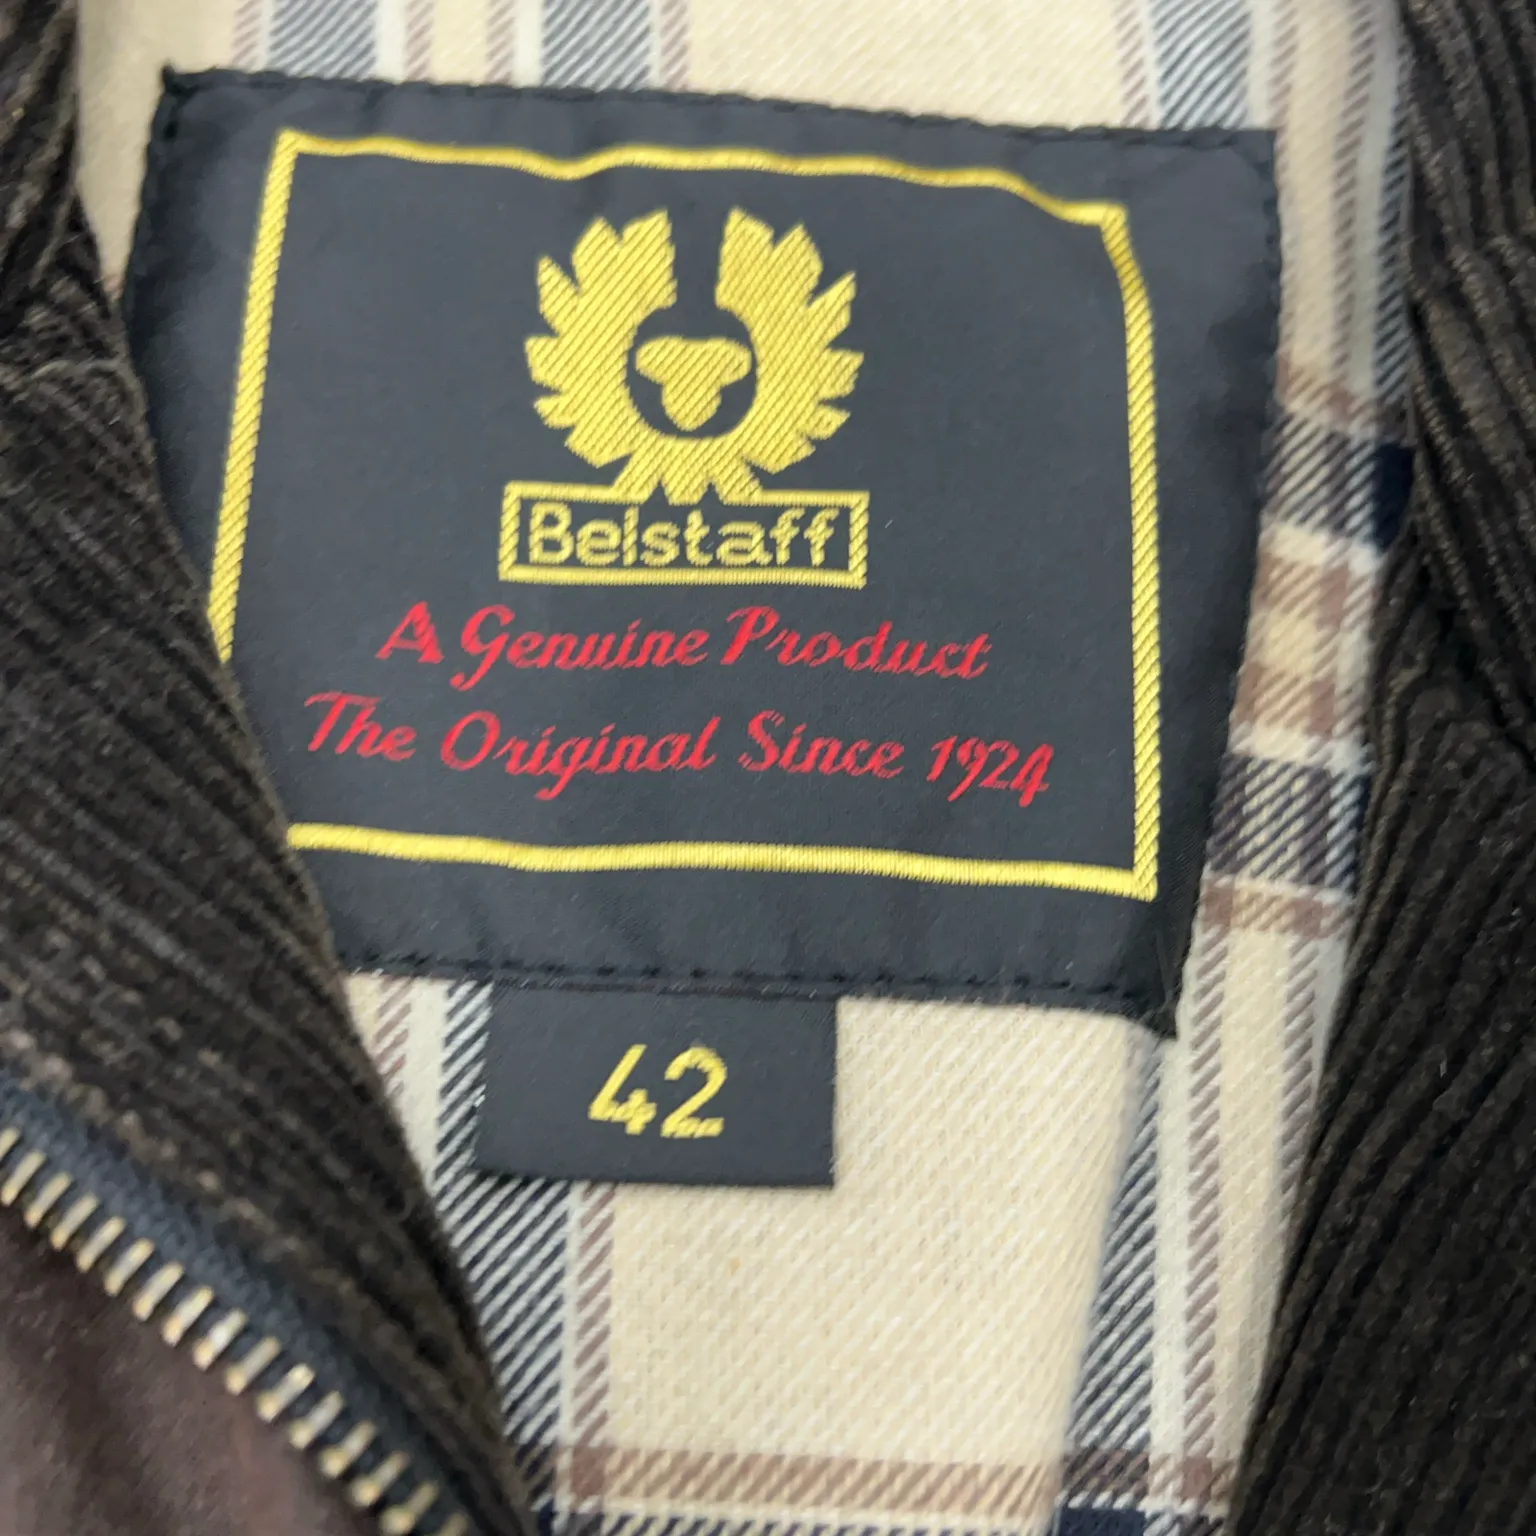 Belstaff
A Genuine Product
The Original Since 1924
42